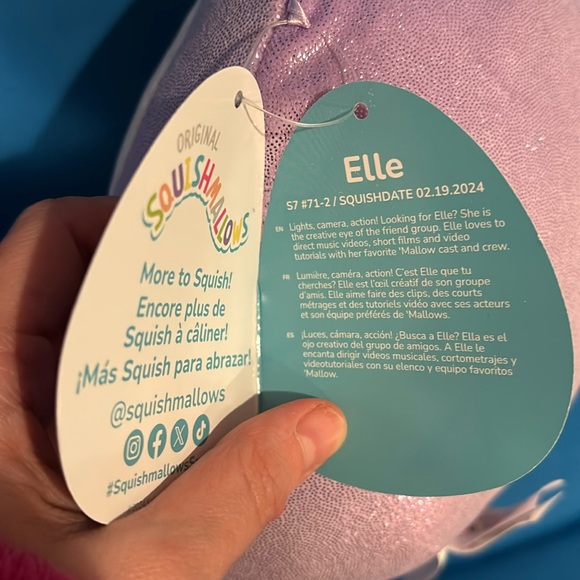 ORIGINAL
SQUISHMALLOWS
More to Squish!
Encore plus de
Squish à câliner!
¡Más Squish para abrazar!
@squishmallows
Elle
S7 #71-2 / SQUISHDATE 02.19.2024
EN Lights, camera, action! Looking for Elle? She is
the creative eye of the friend group. Elle loves to
direct music videos, short films and video
tutorials with her favorite 'Mallow cast and crew.
FR Lumière, caméra, action! C'est Elle que tu
cherches? Elle est l'œil créatif de son groupe
d'amis. Elle aime faire des clips, des courts
métrages et des tutoriels vidéo avec ses acteurs
et son équipe préférés de 'Mallows.
ES ¡Luces, cámara, acción! ¿Busca a Elle? Ella es el
ojo creativo del grupo de amigos. A Elle le
encanta dirigir videos musicales, cortometrajes y
videotutoriales con su elenco y equipo favoritos
'Mallow.